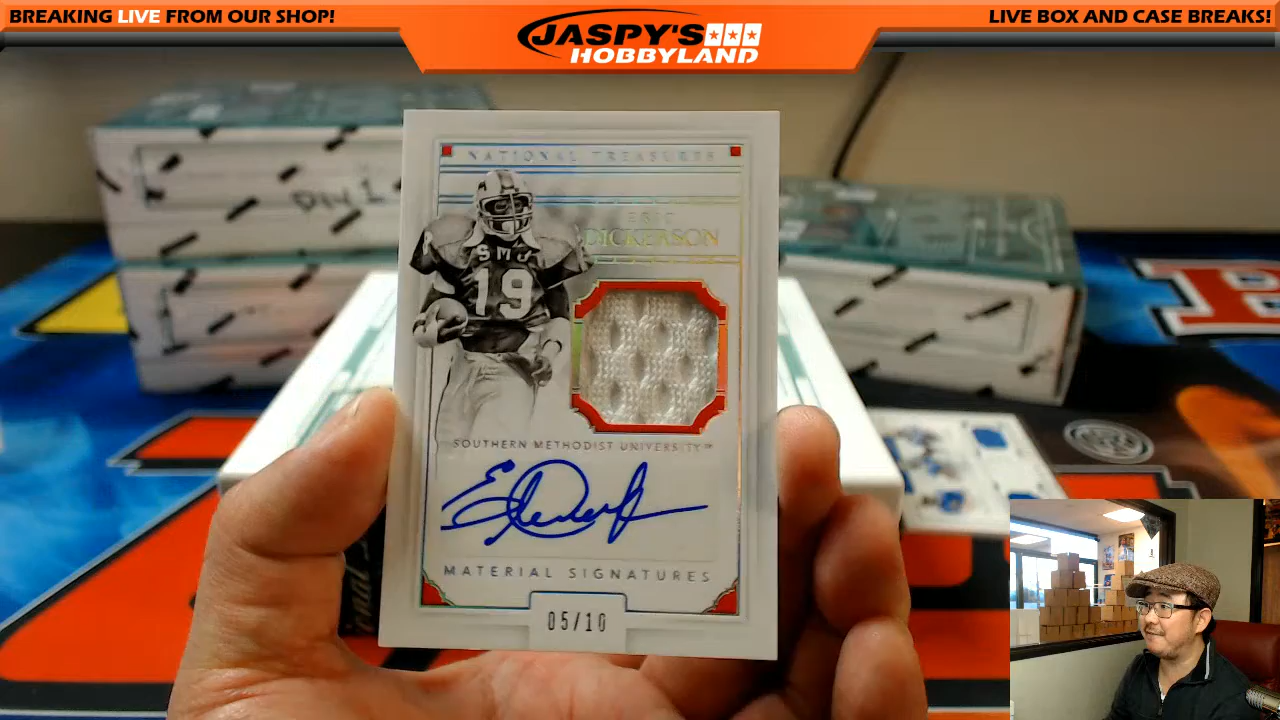 BREAKING LIVE FROM OUR SHOP!
JASPY'S
HOBBYLAND
LIVE BOX AND CASE BREAKS!
NATIONAL TREASURES
ERIC
DICKERSON
SMU
19
SOUTHERN METHODIST UNIVERSITY™
MATERIAL SIGNATURES
05/10